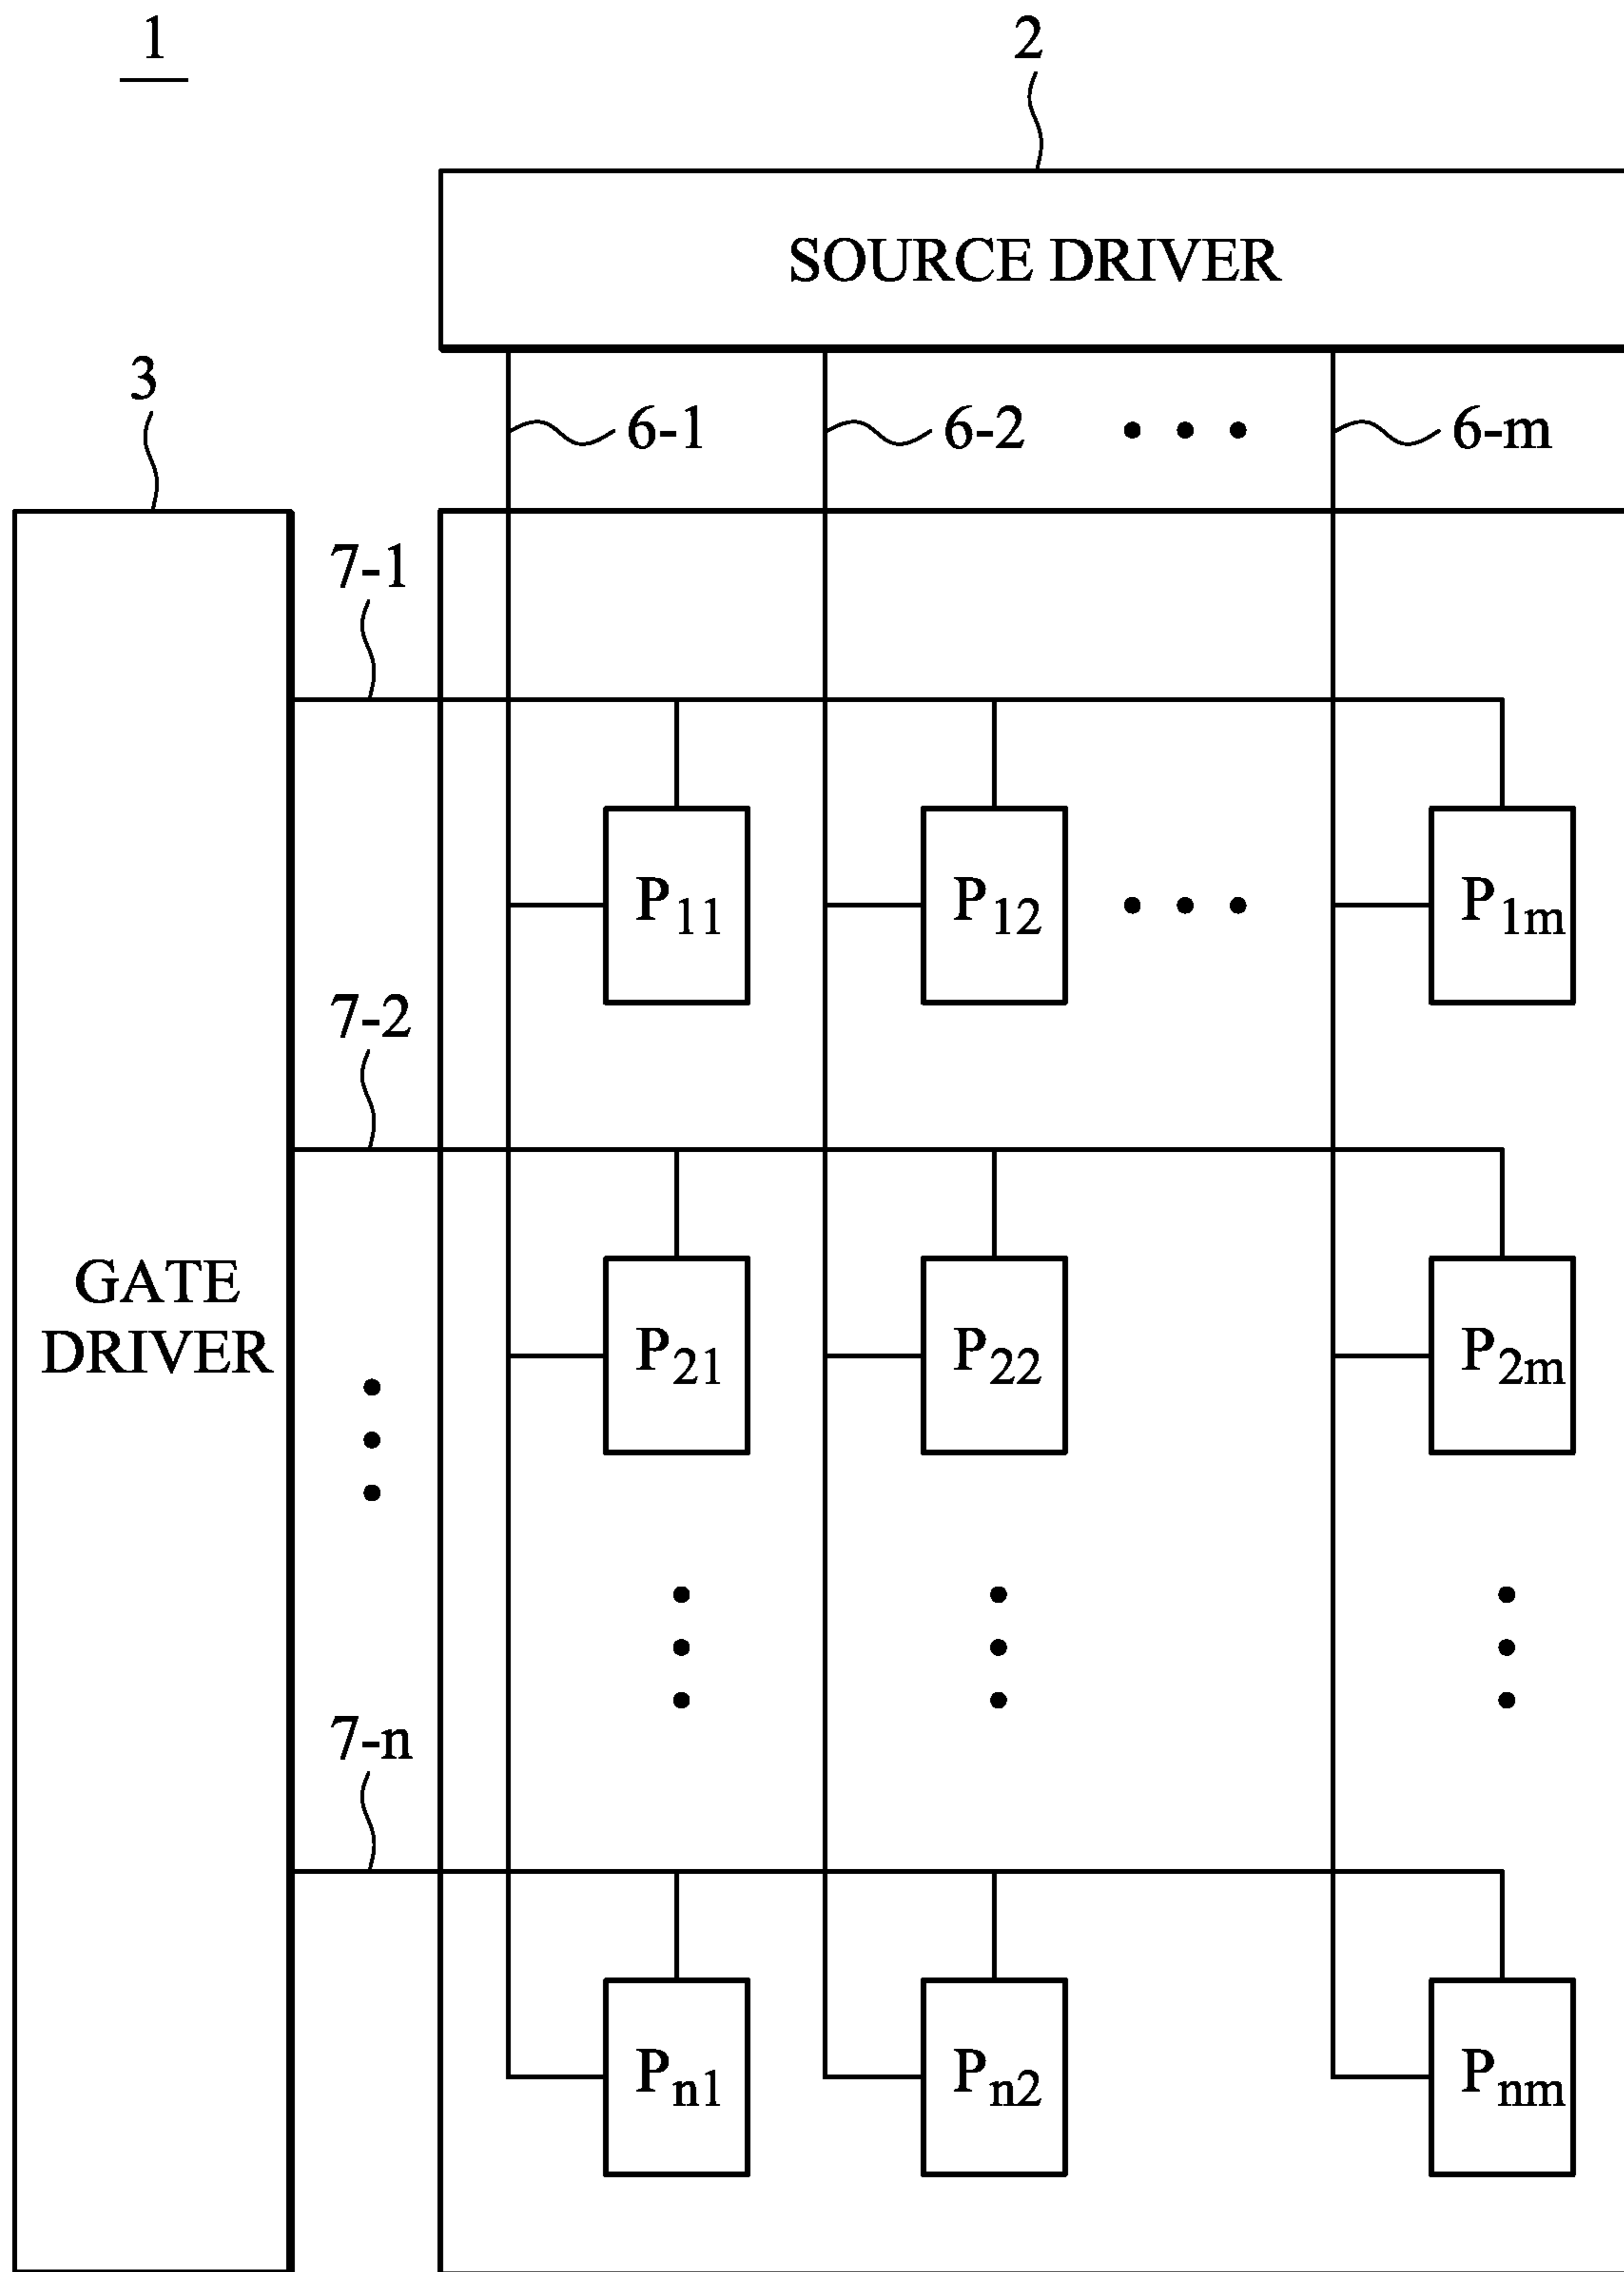 1
2
SOURCE DRIVER
3
6-1 6-2 • • • 6-m
7-1
P11 P12 • • • P1m
7-2
GATE
DRIVER
P21 P22 P2m
7-n
Pn1 Pn2 Pnm